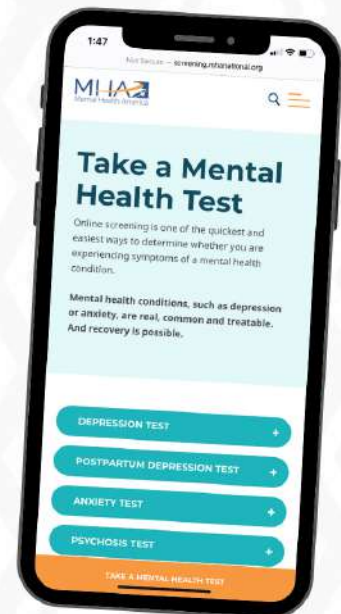 1:47
Not Secure — screening.mhanational.org
MHA
Mental Health America
Take a Mental
Health Test
Online screening is one of the quickest and
easiest ways to determine whether you are
experiencing symptoms of a mental health
condition.
Mental health conditions, such as depression
or anxiety, are real, common and treatable.
And recovery is possible.
DEPRESSION TEST +
POSTPARTUM DEPRESSION TEST +
ANXIETY TEST +
PSYCHOSIS TEST +
TAKE A MENTAL HEALTH TEST